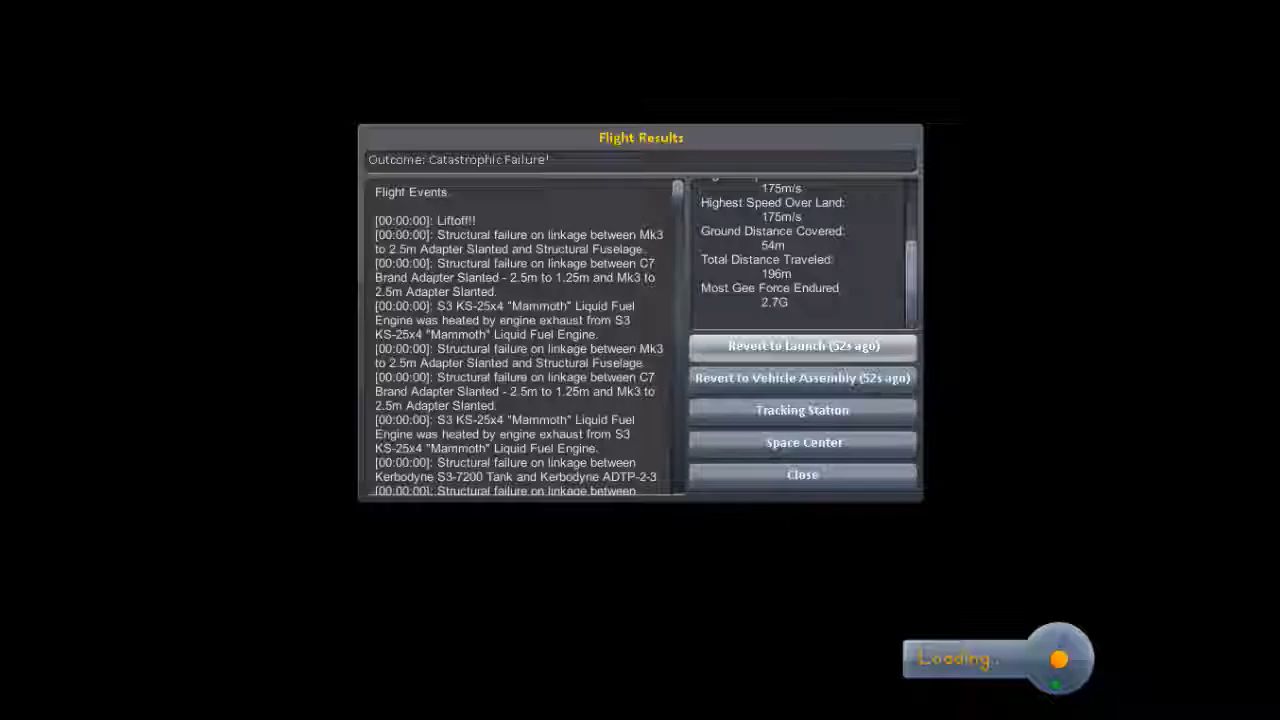 Flight Results
Outcome: Catastrophic Failure!
Flight Events
[00:00:00]: Liftoff!!
[00:00:00]: Structural failure on linkage between Mk3
to 2.5m Adapter Slanted and Structural Fuselage.
[00:00:00]: Structural failure on linkage between C7
Brand Adapter Slanted - 2.5m to 1.25m and Mk3 to
2.5m Adapter Slanted.
[00:00:00]: S3 KS-25x4 "Mammoth" Liquid Fuel
Engine was heated by engine exhaust from S3
KS-25x4 "Mammoth" Liquid Fuel Engine.
[00:00:00]: Structural failure on linkage between Mk3
to 2.5m Adapter Slanted and Structural Fuselage
[00:00:00]: Structural failure on linkage between C7
Brand Adapter Slanted - 2.5m to 1.25m and Mk3 to
2.5m Adapter Slanted.
[00:00:00]: S3 KS-25x4 "Mammoth" Liquid Fuel
Engine was heated by engine exhaust from S3
KS-25x4 "Mammoth" Liquid Fuel Engine.
[00:00:00]: Structural failure on linkage between
Kerbodyne S3-7200 Tank and Kerbodyne ADTP-2-3
[00:00:00]: Structural failure on linkage between
175m/s
Highest Speed Over Land:
175m/s
Ground Distance Covered:
54m
Total Distance Traveled:
196m
Most Gee Force Endured
2.7G
Revert to Launch (52s ago)
Revert to Vehicle Assembly (52s ago)
Tracking Station
Space Center
Close
Loading..